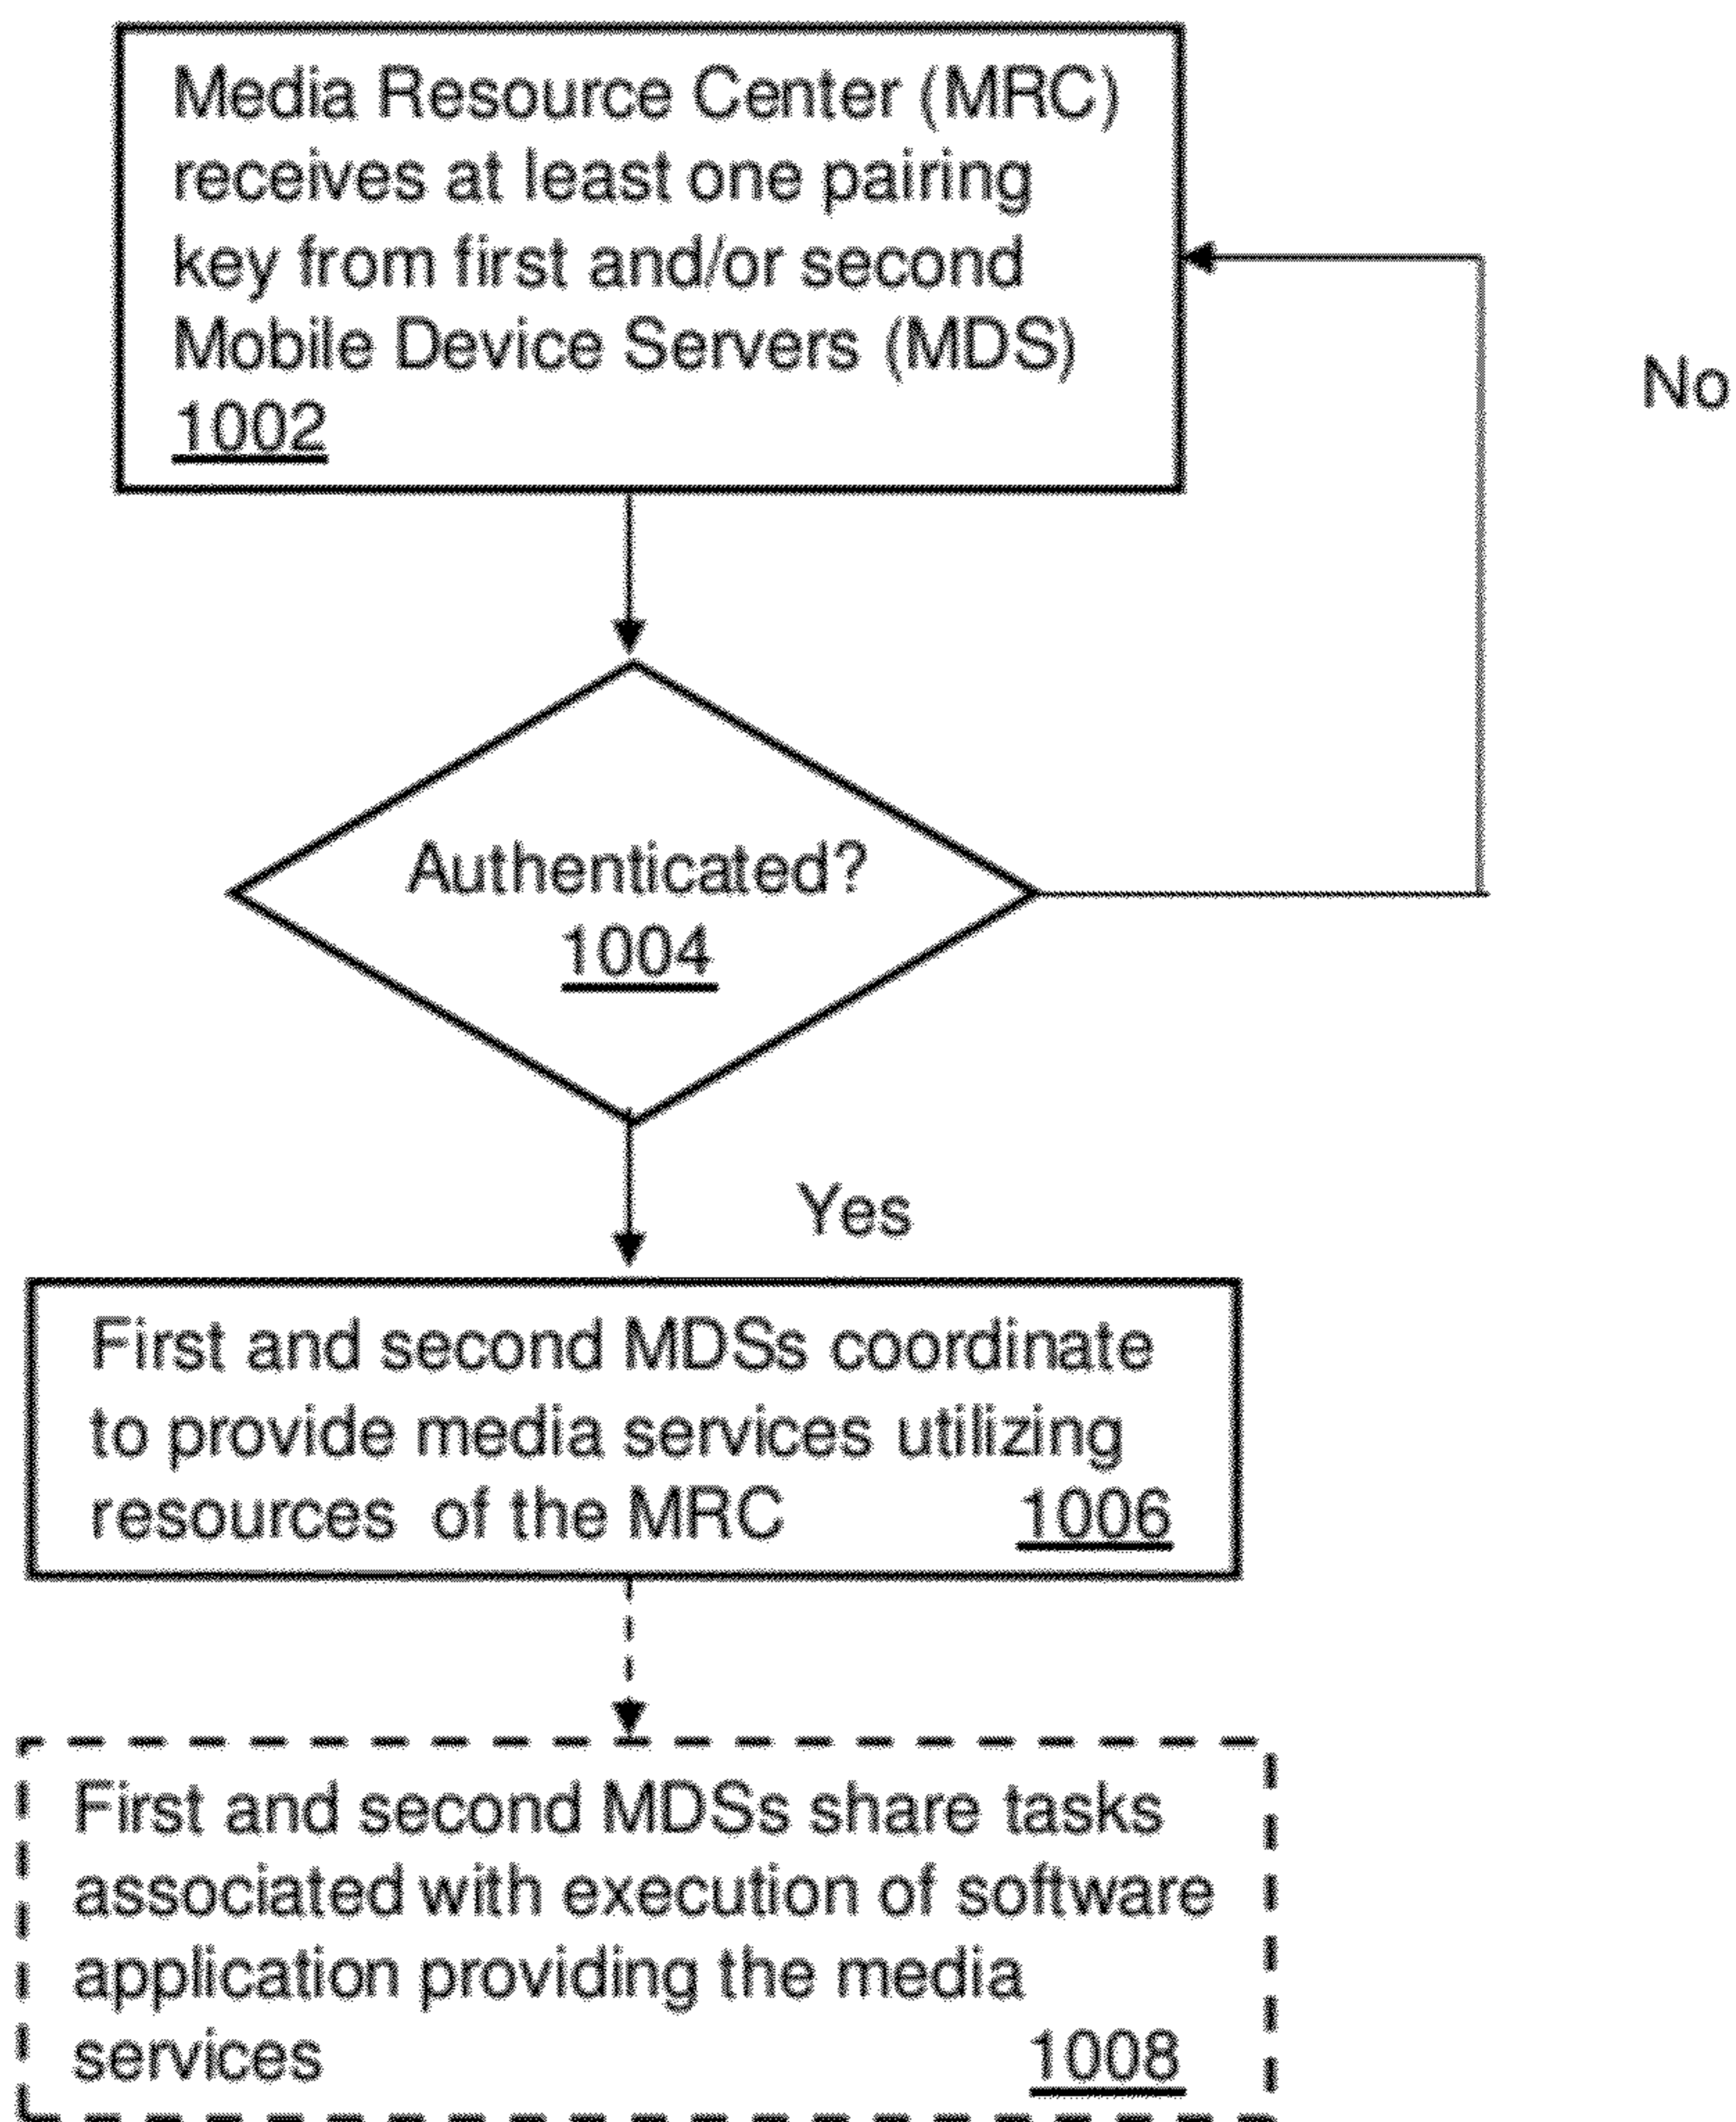 Media Resource Center (MRC)
receives at least one pairing
key from first and/or second
Mobile Device Servers (MDS)
1002
No
Authenticated?
1004
Yes
First and second MDSs coordinate
to provide media services utilizing
resources of the MRC 1006
First and second MDSs share tasks
associated with execution of software
application providing the media
services 1008